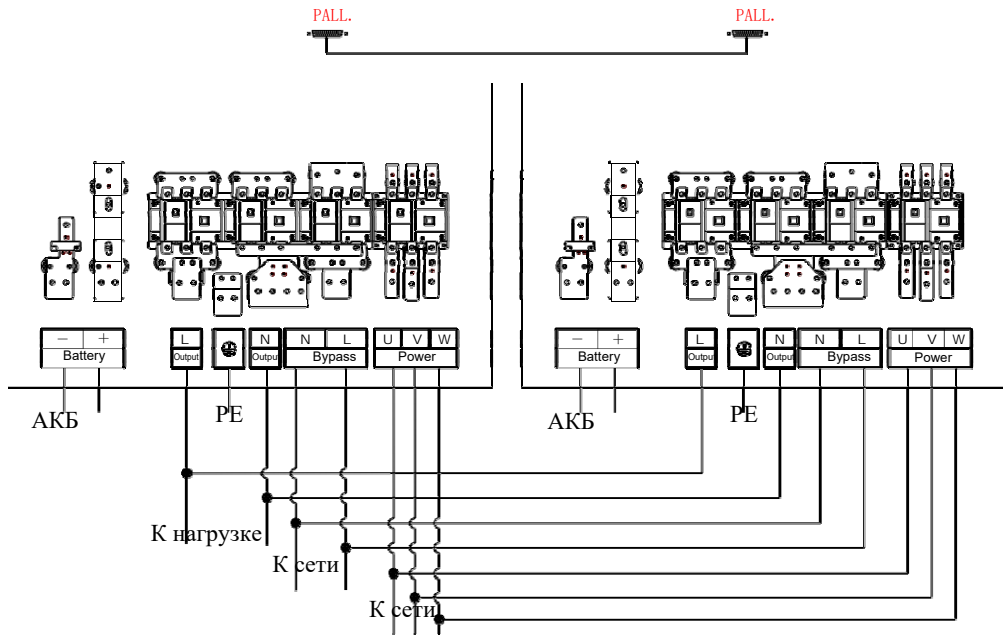 PALL. PALL.
－ ＋ L N N L U V W － ＋ L N N L U V W
Battery Output Output Bypass Power Battery Output Output Bypass Power
АКБ PE АКБ PE
К нагрузке
К сети
К сети